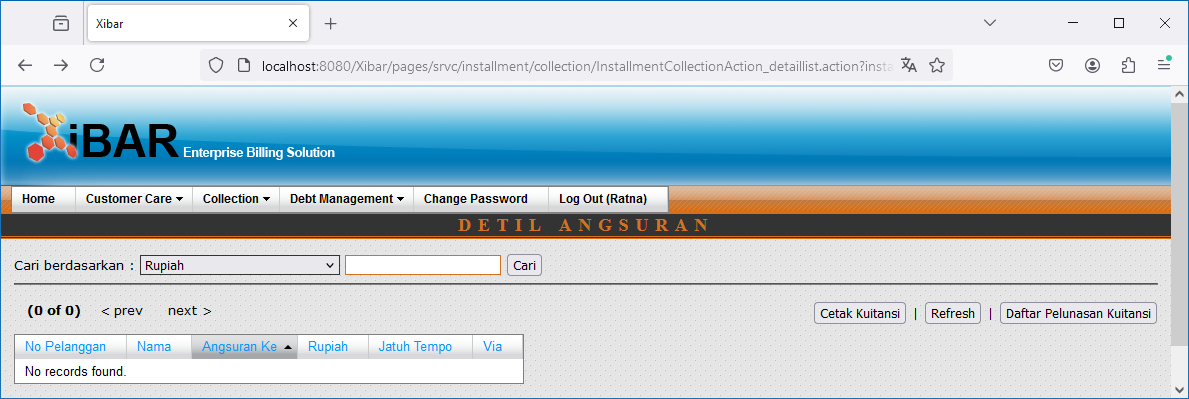 Xibar
localhost:8080/Xibar/pages/srvc/installment/collection/InstallmentCollectionAction_detaillist.action?insta
iBAR Enterprise Billing Solution
Home Customer Care Collection Debt Management Change Password Log Out (Ratna)
DETIL ANGSURAN
Cari berdasarkan : Rupiah Cari
(0 of 0) < prev next > Cetak Kuitansi | Refresh | Daftar Pelunasan Kuitansi
No Pelanggan Nama Angsuran Ke Rupiah Jatuh Tempo Via
No records found.